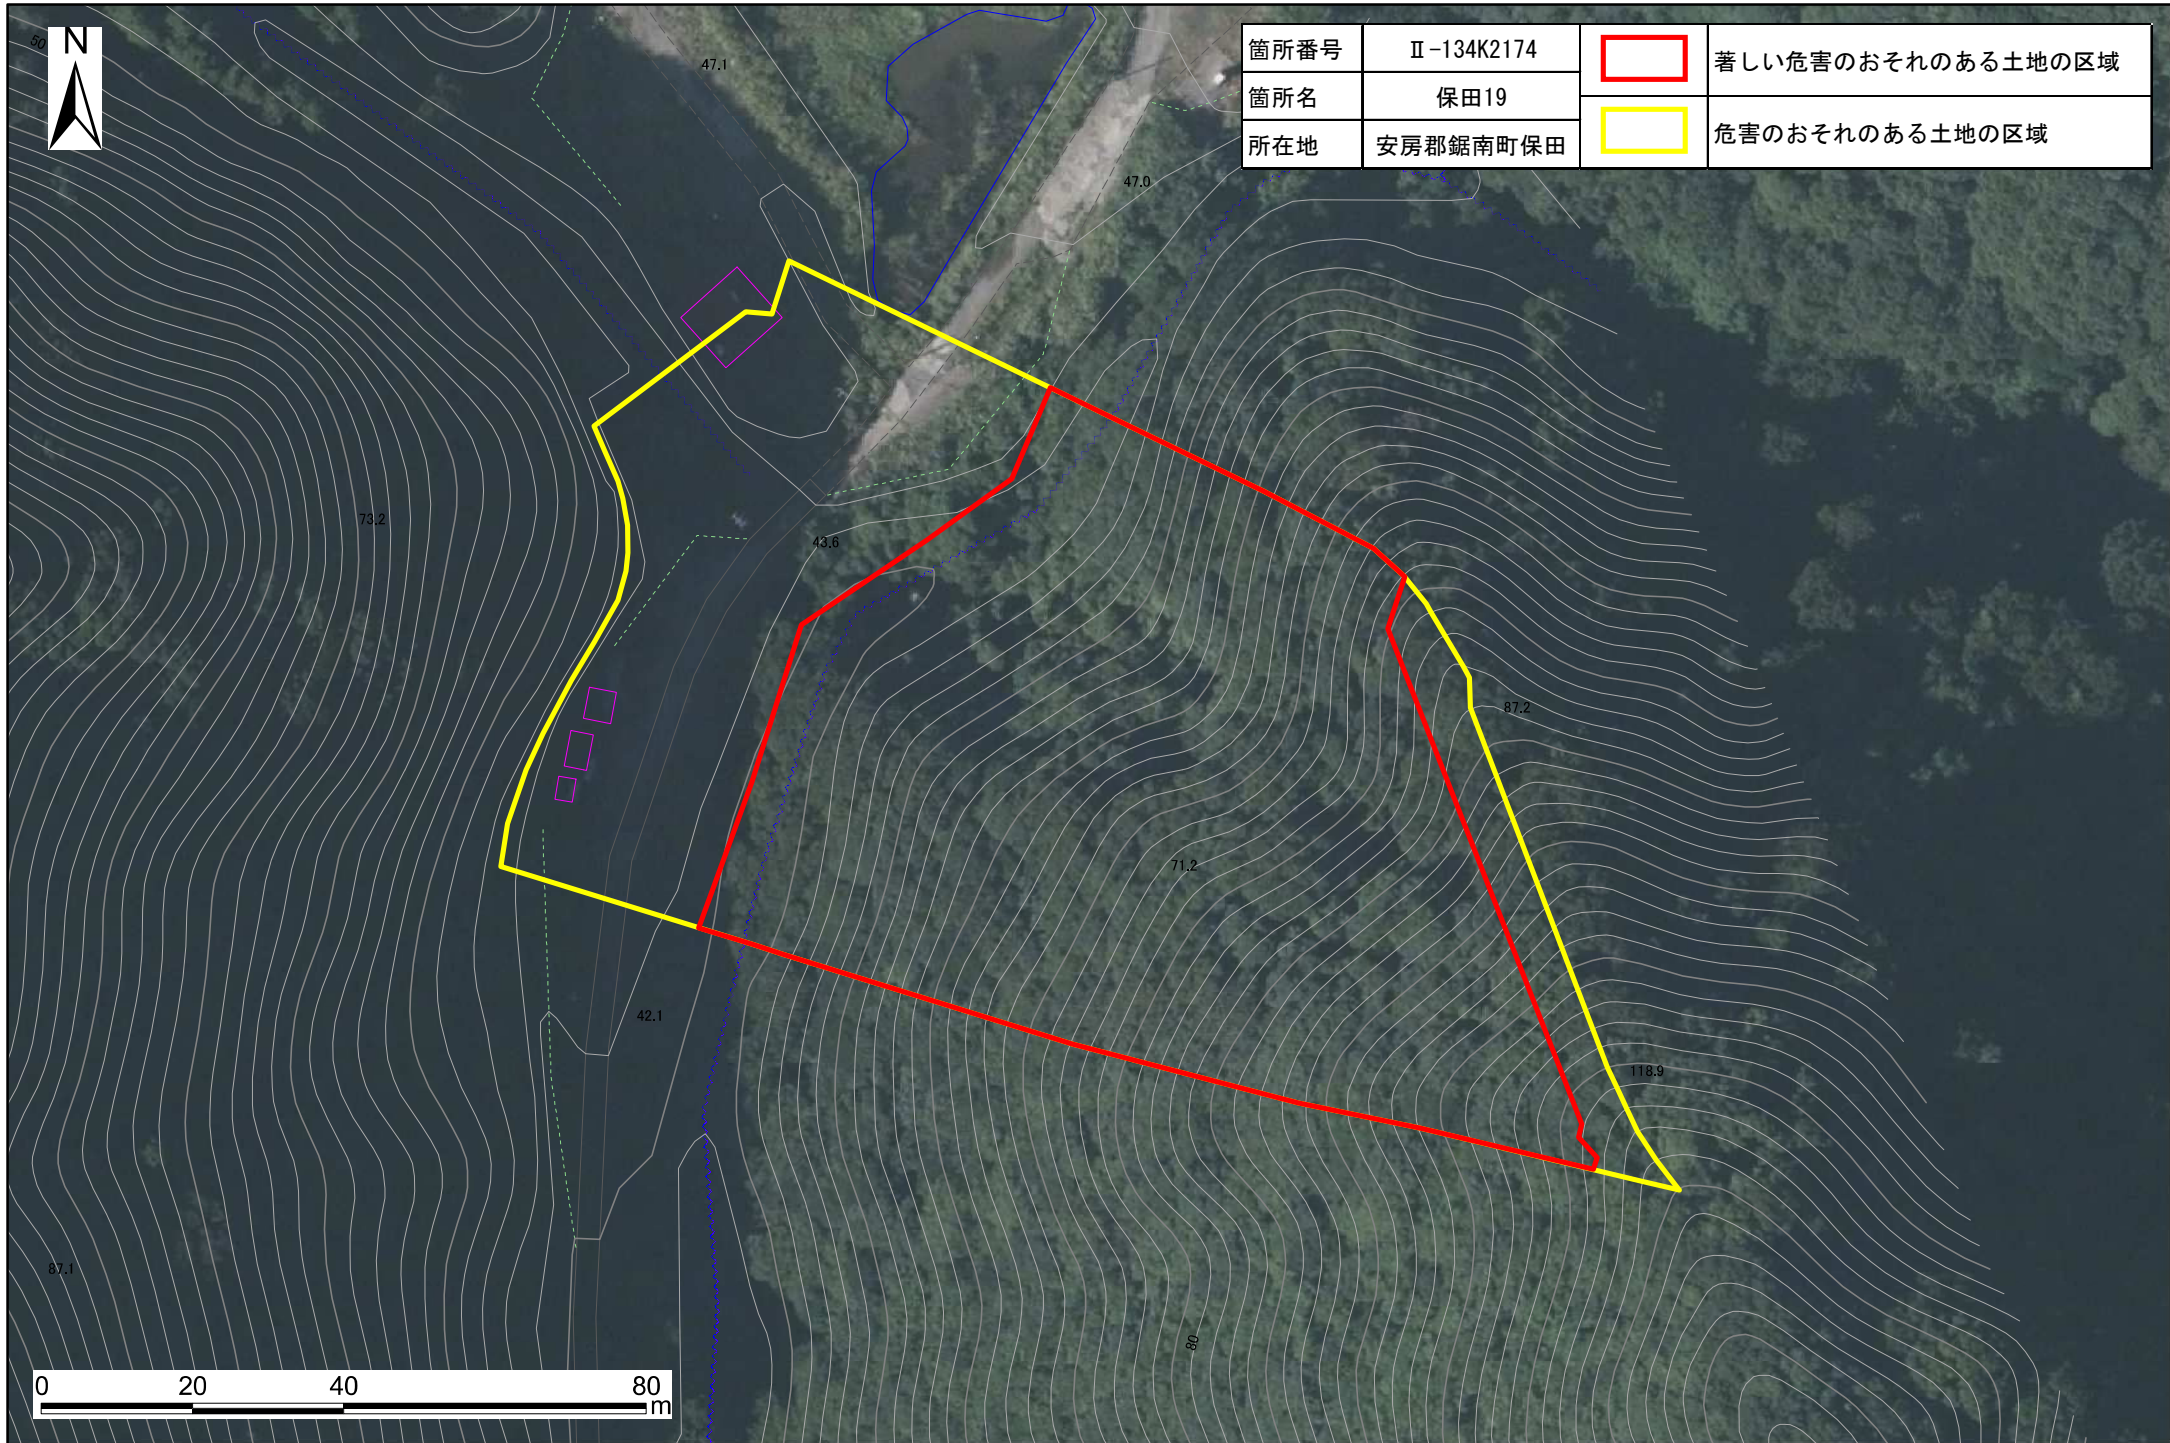 N
箇所番号 Ⅱ-134K2174
箇所名 保田19
所在地 安房郡鋸南町保田
著しい危害のおそれのある土地の区域
危害のおそれのある土地の区域
50
47.1
47.0
73.2
43.6
87.2
71.2
42.1
118.9
87.1
80
0 20 40 80
m